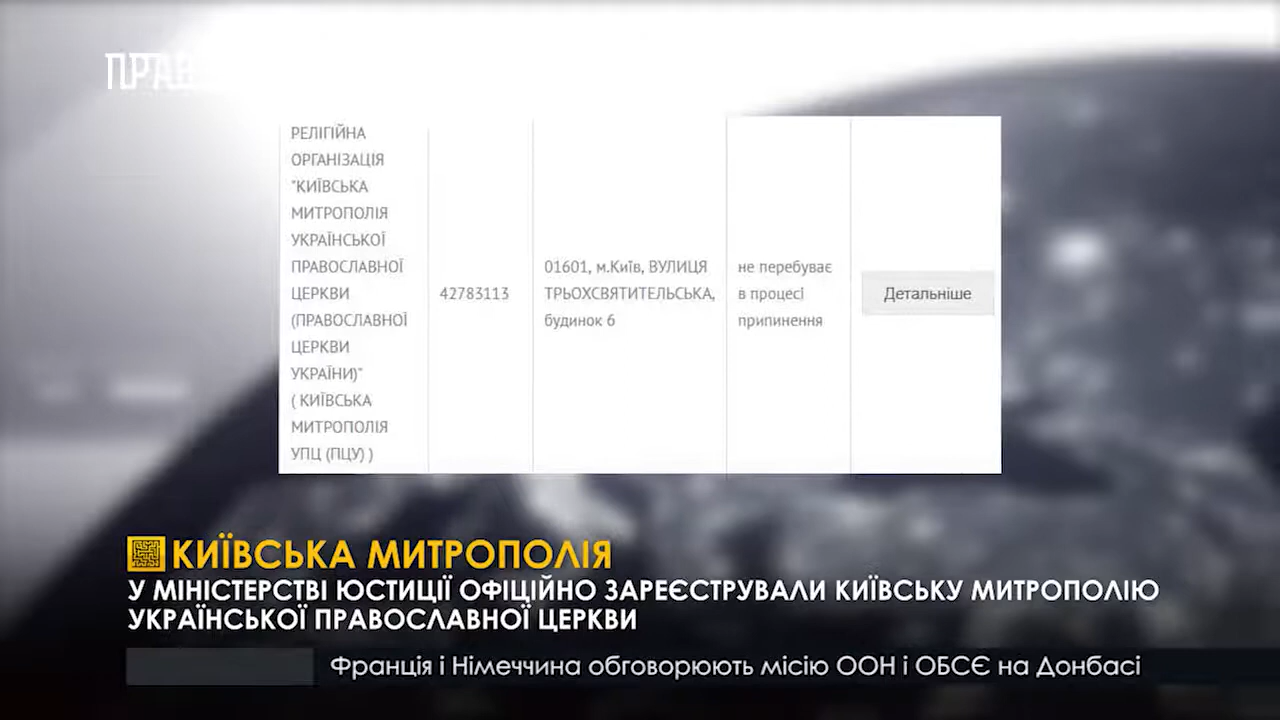 РЕЛІГІЙНА
ОРГАНІЗАЦІЯ
"КИЇВСЬКА
МИТРОПОЛІЯ
УКРАЇНСЬКОЇ
ПРАВОСЛАВНОЇ
ЦЕРКВИ
(ПРАВОСЛАВНОЇ
ЦЕРКВИ
УКРАЇНИ)"
( КИЇВСЬКА
МИТРОПОЛІЯ
УПЦ (ПЦУ) )
42783113
01601, м.Київ, ВУЛИЦЯ
ТРЬОХСВЯТИТЕЛЬСЬКА,
будинок 6
не перебуває
в процесі
припинення
Детальніше
КИЇВСЬКА МИТРОПОЛІЯ
У МІНІСТЕРСТВІ ЮСТИЦІЇ ОФІЦІЙНО ЗАРЕЄСТРУВАЛИ КИЇВСЬКУ МИТРОПОЛІЮ
УКРАЇНСЬКОЇ ПРАВОСЛАВНОЇ ЦЕРКВИ
Франція і Німеччина обговорюють місію ООН і ОБСЄ на Донбасі